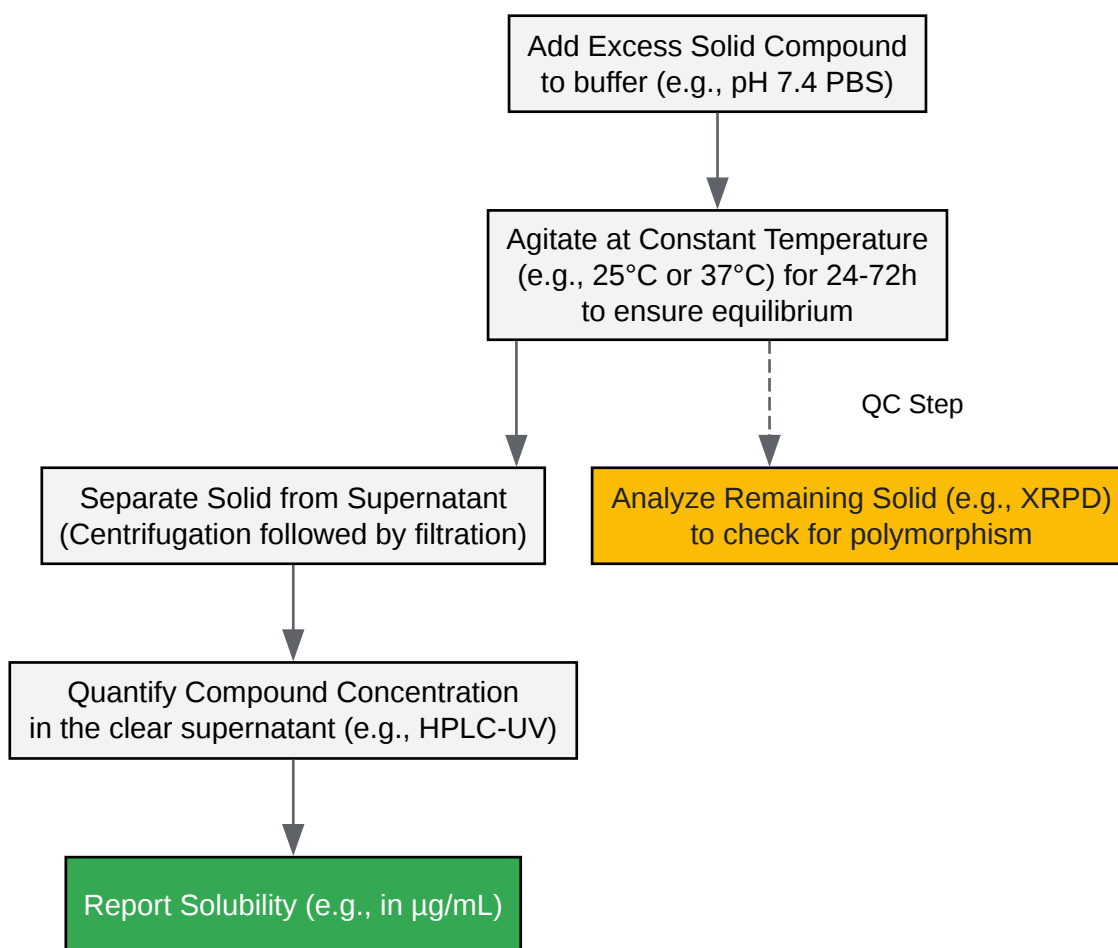 Add Excess Solid Compound
to buffer (e.g., pH 7.4 PBS)
Agitate at Constant Temperature
(e.g., 25°C or 37°C) for 24-72h
to ensure equilibrium
QC Step
Separate Solid from Supernatant
(Centrifugation followed by filtration)
Analyze Remaining Solid (e.g., XRPD)
to check for polymorphism
Quantify Compound Concentration
in the clear supernatant (e.g., HPLC-UV)
Report Solubility (e.g., in µg/mL)